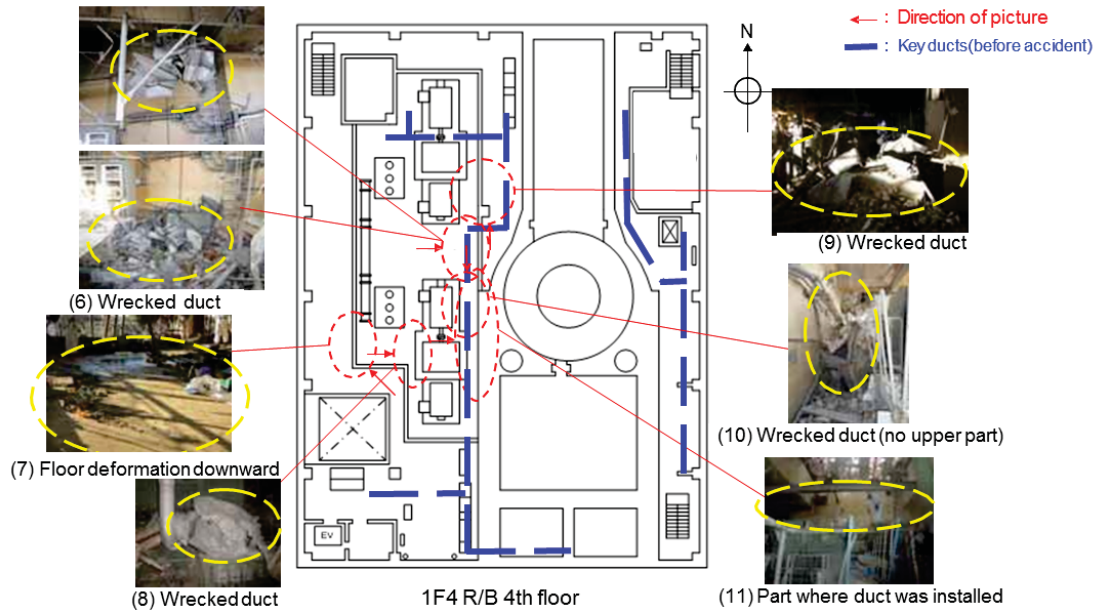 : Direction of picture
: Key ducts(before accident)
N
(6) Wrecked duct
(9) Wrecked duct
(7) Floor deformation downward
(10) Wrecked duct (no upper part)
EV
(8) Wrecked duct
(11) Part where duct was installed
1F4 R/B 4th floor